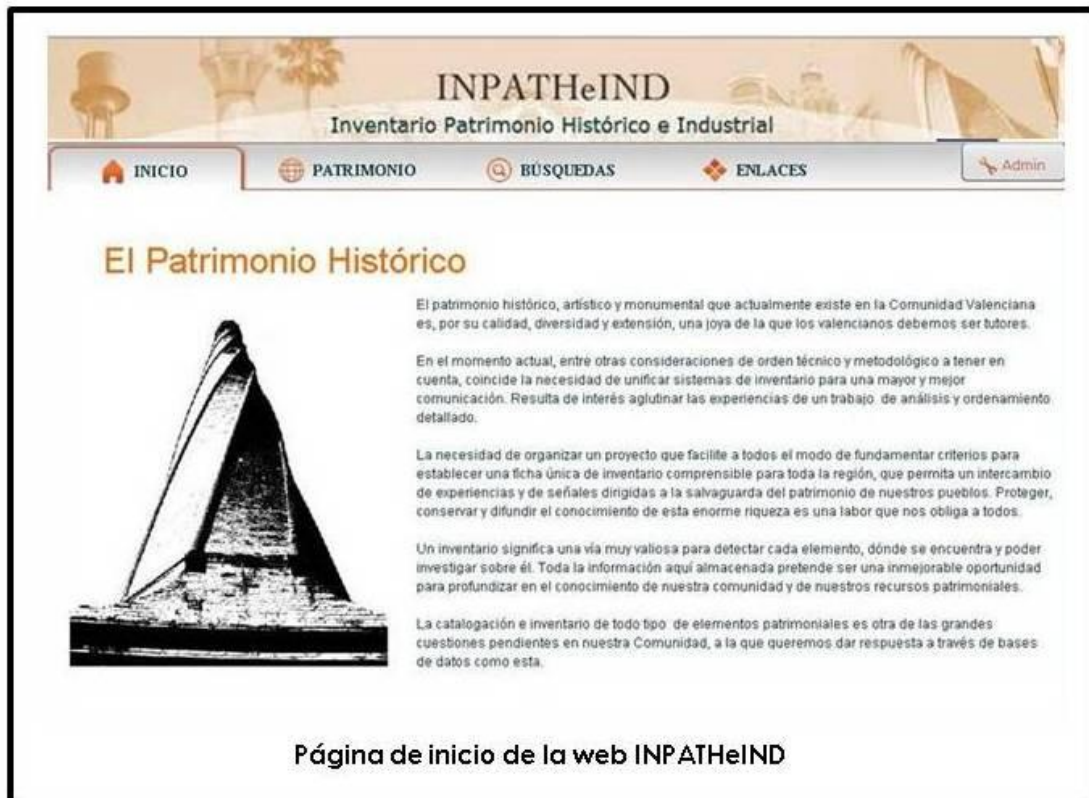 INPATHeIND
Inventario Patrimonio Histórico e Industrial
INICIO PATRIMONIO BÚSQUEDAS ENLACES Admin
El Patrimonio Histórico
El patrimonio histórico, artístico y monumental que actualmente existe en la Comunidad Valenciana
es, por su calidad, diversidad y extensión, una joya de la que los valencianos debemos ser tutores.
En el momento actual, entre otras consideraciones de orden técnico y metodológico a tener en
cuenta, coincide la necesidad de unificar sistemas de inventario para una mayor y mejor
comunicación. Resulta de interés aglutinar las experiencias de un trabajo de análisis y ordenamiento
detallado.
La necesidad de organizar un proyecto que facilite a todos el modo de fundamentar criterios para
establecer una ficha única de inventario comprensible para toda la región, que permita un intercambio
de experiencias y de señales dirigidas a la salvaguarda del patrimonio de nuestros pueblos. Proteger,
conservar y difundir el conocimiento de esta enorme riqueza es una labor que nos obliga a todos.
Un inventario significa una vía muy valiosa para detectar cada elemento, dónde se encuentra y poder
investigar sobre él. Toda la información aquí almacenada pretende ser una inmejorable oportunidad
para profundizar en el conocimiento de nuestra comunidad y de nuestros recursos patrimoniales.
La catalogación e inventario de todo tipo de elementos patrimoniales es otra de las grandes
cuestiones pendientes en nuestra Comunidad, a la que queremos dar respuesta a través de bases
de datos como esta.
Página de inicio de la web INPATHeIND